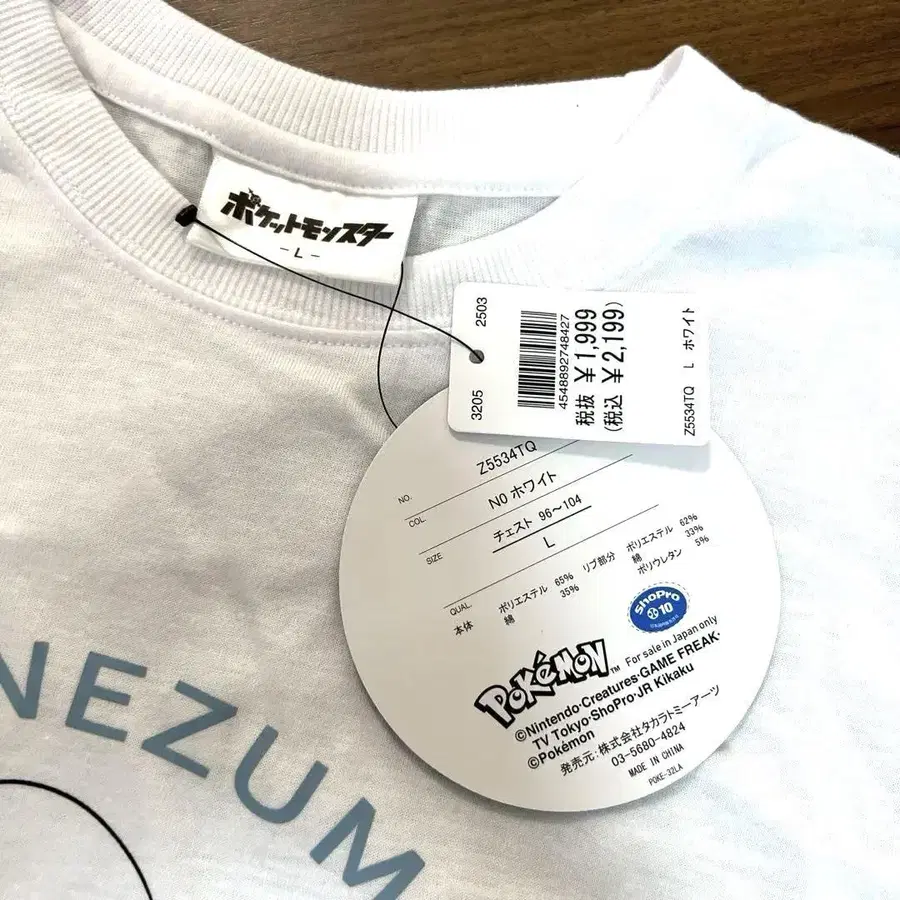 ポケットモンスター
-L-
2503
3205
4548892748427
税抜 ¥1,999
(税込 ¥2,199)
Z5534TQ L ホワイト
NO. Z5534TQ
COL. N0 ホワイト
SIZE チェスト 96~104
L
QUAL.
本体 ポリエステル 65%
綿 35%
リブ部分 ポリエステル 62%
綿 33%
ポリウレタン 5%
ShoPro
10
POKéMON™
For sale in Japan only
©Nintendo・Creatures・GAME FREAK・
TV Tokyo・ShoPro・JR Kikaku
©Pokémon
発売元:株式会社タカラトミーアーツ
03-5680-4824
MADE IN CHINA
POKE-32LA
NEZUM